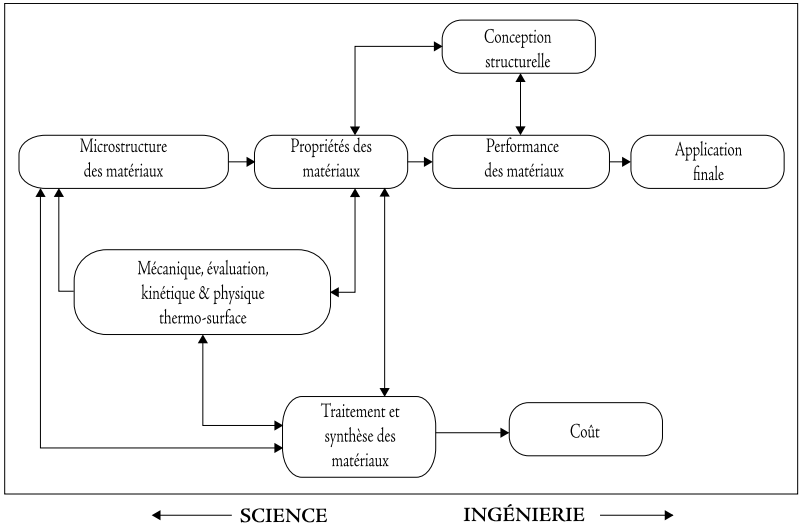 Conception
structurelle
Microstructure
des matériaux
Propriétés des
matériaux
Performance
des matériaux
Application
finale
Mécanique, évaluation,
kinétique & physique
thermo-surface
Traitement et
synthèse des
matériaux
Coût
SCIENCE
INGÉNIERIE